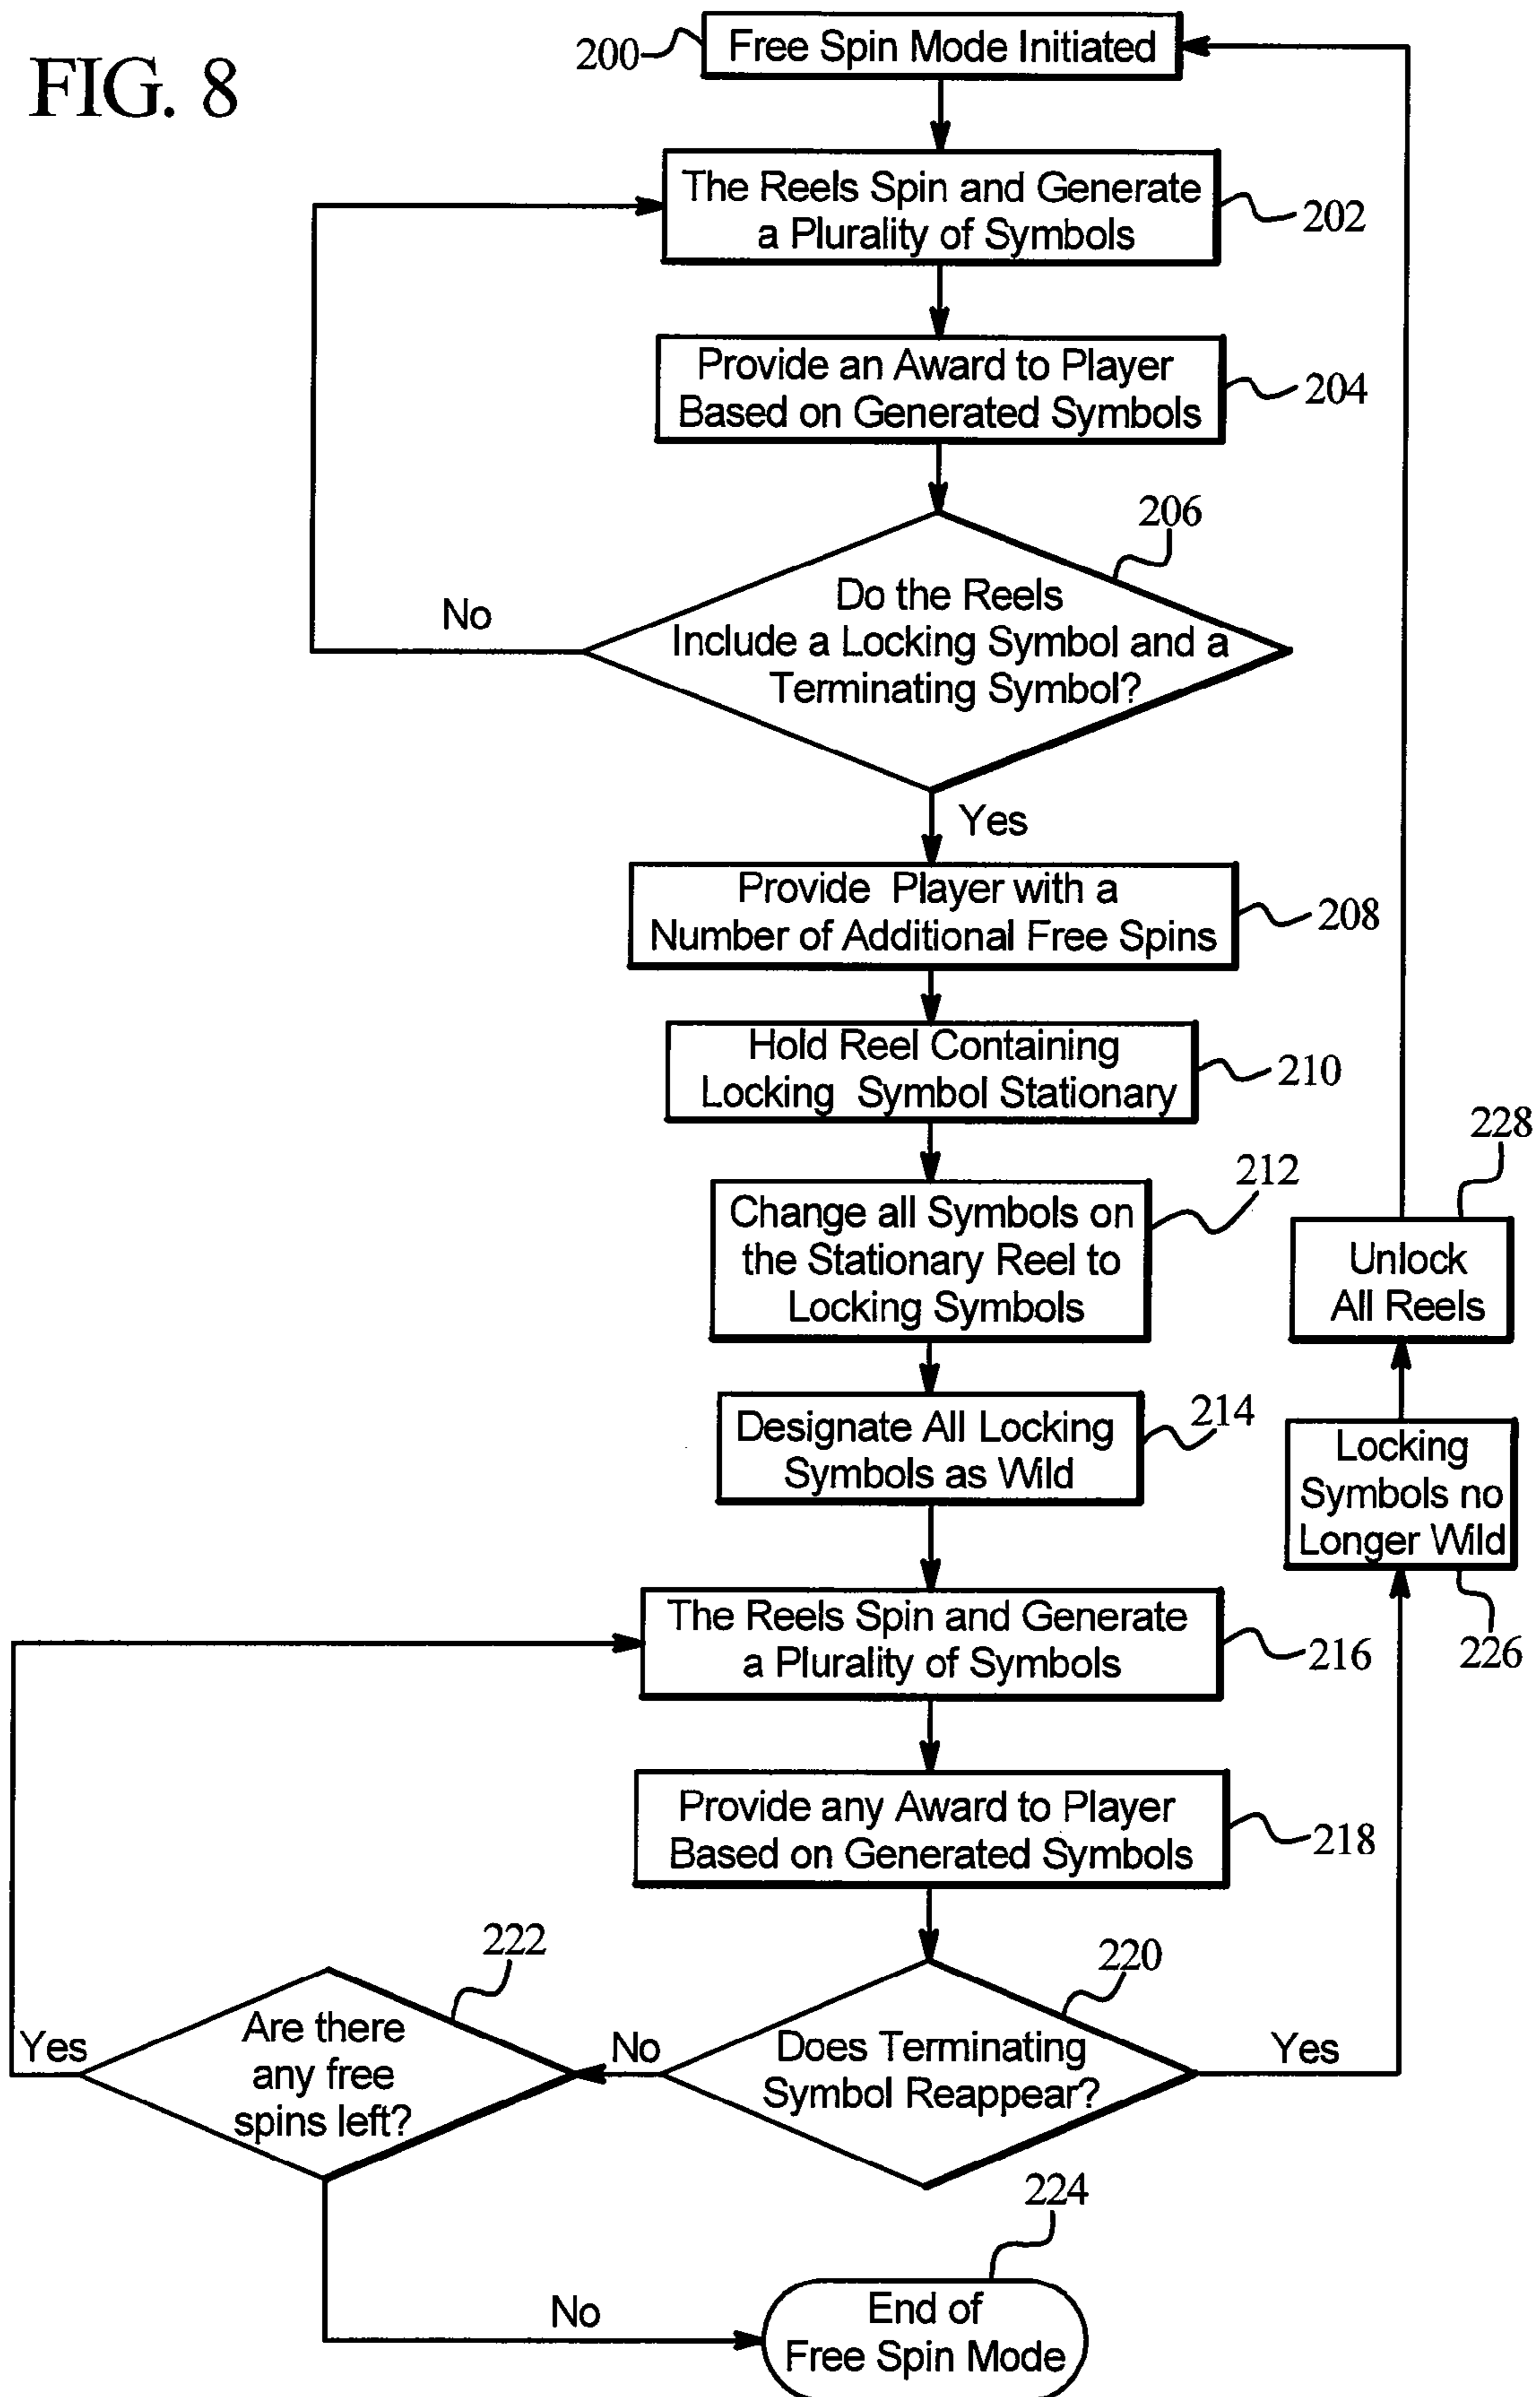 FIG. 8
200
Free Spin Mode Initiated
The Reels Spin and Generate
a Plurality of Symbols
202
Provide an Award to Player
Based on Generated Symbols
204
206
Do the Reels
Include a Locking Symbol and a
Terminating Symbol?
No
Yes
Provide Player with a
Number of Additional Free Spins
208
Hold Reel Containing
Locking Symbol Stationary
210
212
Change all Symbols on
the Stationary Reel to
Locking Symbols
228
Unlock
All Reels
214
Designate All Locking
Symbols as Wild
Locking
Symbols no
Longer Wild
226
The Reels Spin and Generate
a Plurality of Symbols
216
Provide any Award to Player
Based on Generated Symbols
218
222
220
Are there
any free
spins left?
Yes
No
Does Terminating
Symbol Reappear?
Yes
224
No
End of
Free Spin Mode